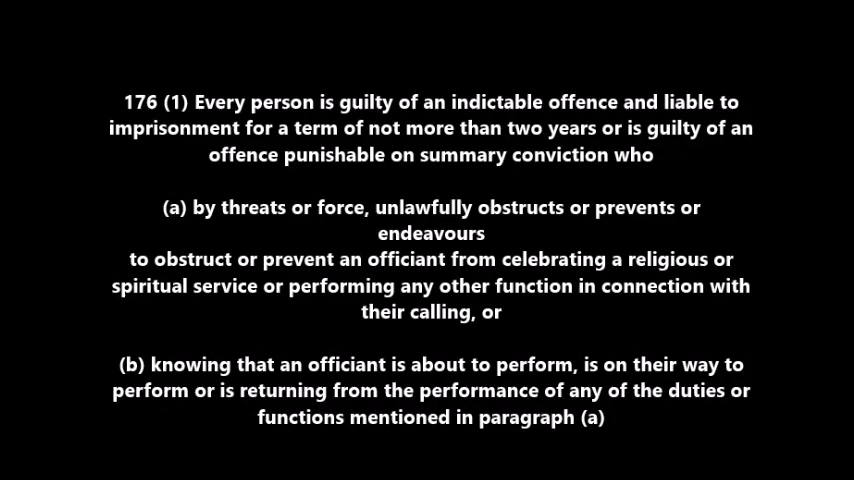 176 (1) Every person is guilty of an indictable offence and liable to
imprisonment for a term of not more than two years or is guilty of an
offence punishable on summary conviction who
(a) by threats or force, unlawfully obstructs or prevents or
endeavours
to obstruct or prevent an officiant from celebrating a religious or
spiritual service or performing any other function in connection with
their calling, or
(b) knowing that an officiant is about to perform, is on their way to
perform or is returning from the performance of any of the duties or
functions mentioned in paragraph (a)